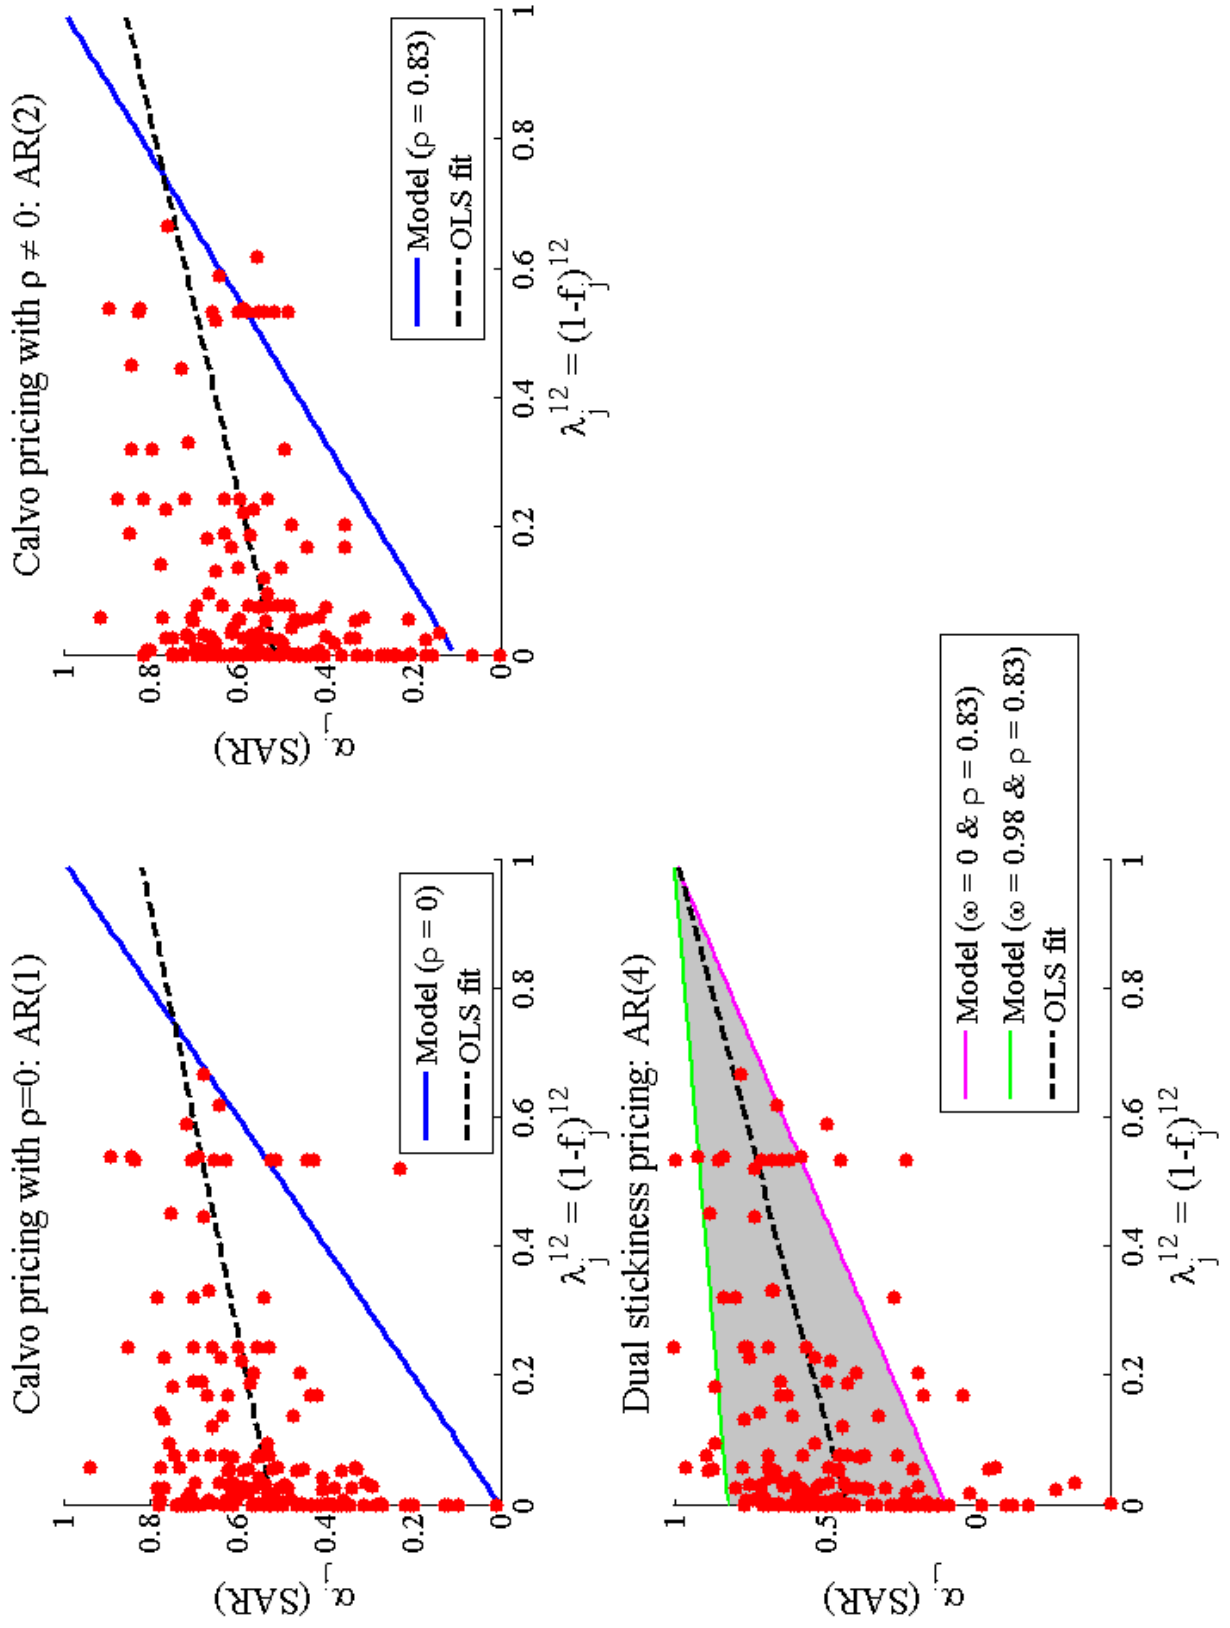 Calvo pricing with ρ=0: AR(1)
1
0.8
0.6
0.4
0.2
0
α_j (SAR)
0 0.2 0.4 0.6 0.8 1
λ_j^12 = (1-f_j)^12
Model (ρ = 0)
OLS fit
Calvo pricing with ρ ≠ 0: AR(2)
1
0.8
0.6
0.4
0.2
0
α_j (SAR)
0 0.2 0.4 0.6 0.8 1
λ_j^12 = (1-f_j)^12
Model (ρ = 0.83)
OLS fit
Dual stickiness pricing: AR(4)
1
0.5
0
α_j (SAR)
0 0.2 0.4 0.6 0.8 1
λ_j^12 = (1-f_j)^12
Model (ω = 0 & ρ = 0.83)
Model (ω = 0.98 & ρ = 0.83)
OLS fit